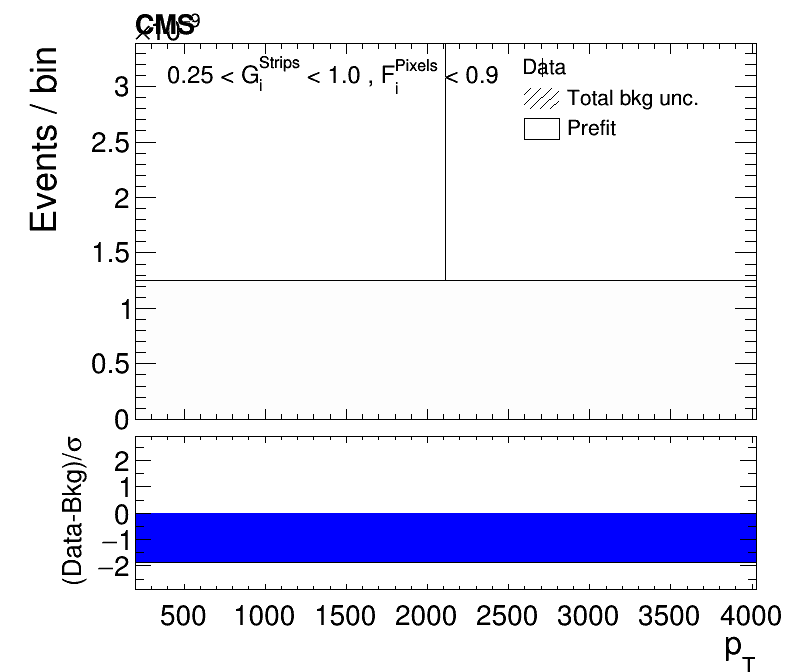 CMS
×10⁻⁹
0.25 < G_i^Strips < 1.0 , F_i^Pixels < 0.9
Data
Total bkg unc.
Prefit
Events / bin
3
2.5
2
1.5
1
0.5
0
(Data-Bkg)/σ
2
1
0
−1
−2
500 1000 1500 2000 2500 3000 3500 4000
p_T